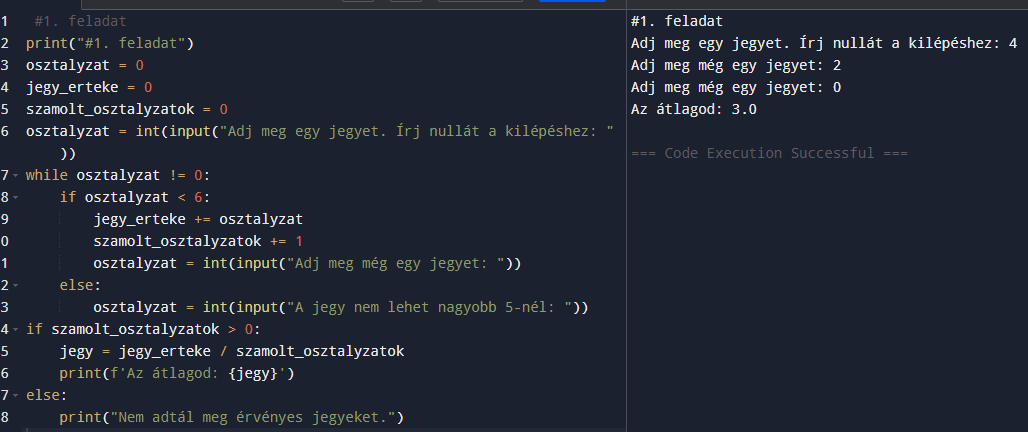 1 #1. feladat
2 print("#1. feladat")
3 osztalyzat = 0
4 jegy_erteke = 0
5 szamolt_osztalyzatok = 0
6 osztalyzat = int(input("Adj meg egy jegyet. Írj nullát a kilépéshez: "
))
7 while osztalyzat != 0:
8 if osztalyzat < 6:
9 jegy_erteke += osztalyzat
0 szamolt_osztalyzatok += 1
1 osztalyzat = int(input("Adj meg még egy jegyet: "))
2 else:
3 osztalyzat = int(input("A jegy nem lehet nagyobb 5-nél: "))
4 if szamolt_osztalyzatok > 0:
5 jegy = jegy_erteke / szamolt_osztalyzatok
6 print(f'Az átlagod: {jegy}')
7 else:
8 print("Nem adtál meg érvényes jegyeket.")
#1. feladat
Adj meg egy jegyet. Írj nullát a kilépéshez: 4
Adj meg még egy jegyet: 2
Adj meg még egy jegyet: 0
Az átlagod: 3.0
=== Code Execution Successful ===